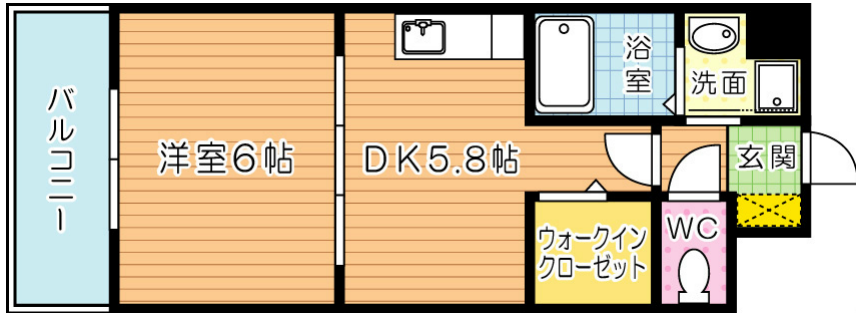 バルコニー
洋室6帖
DK5.8帖
浴室
洗面
玄関
ウォークイン
クローゼット
WC